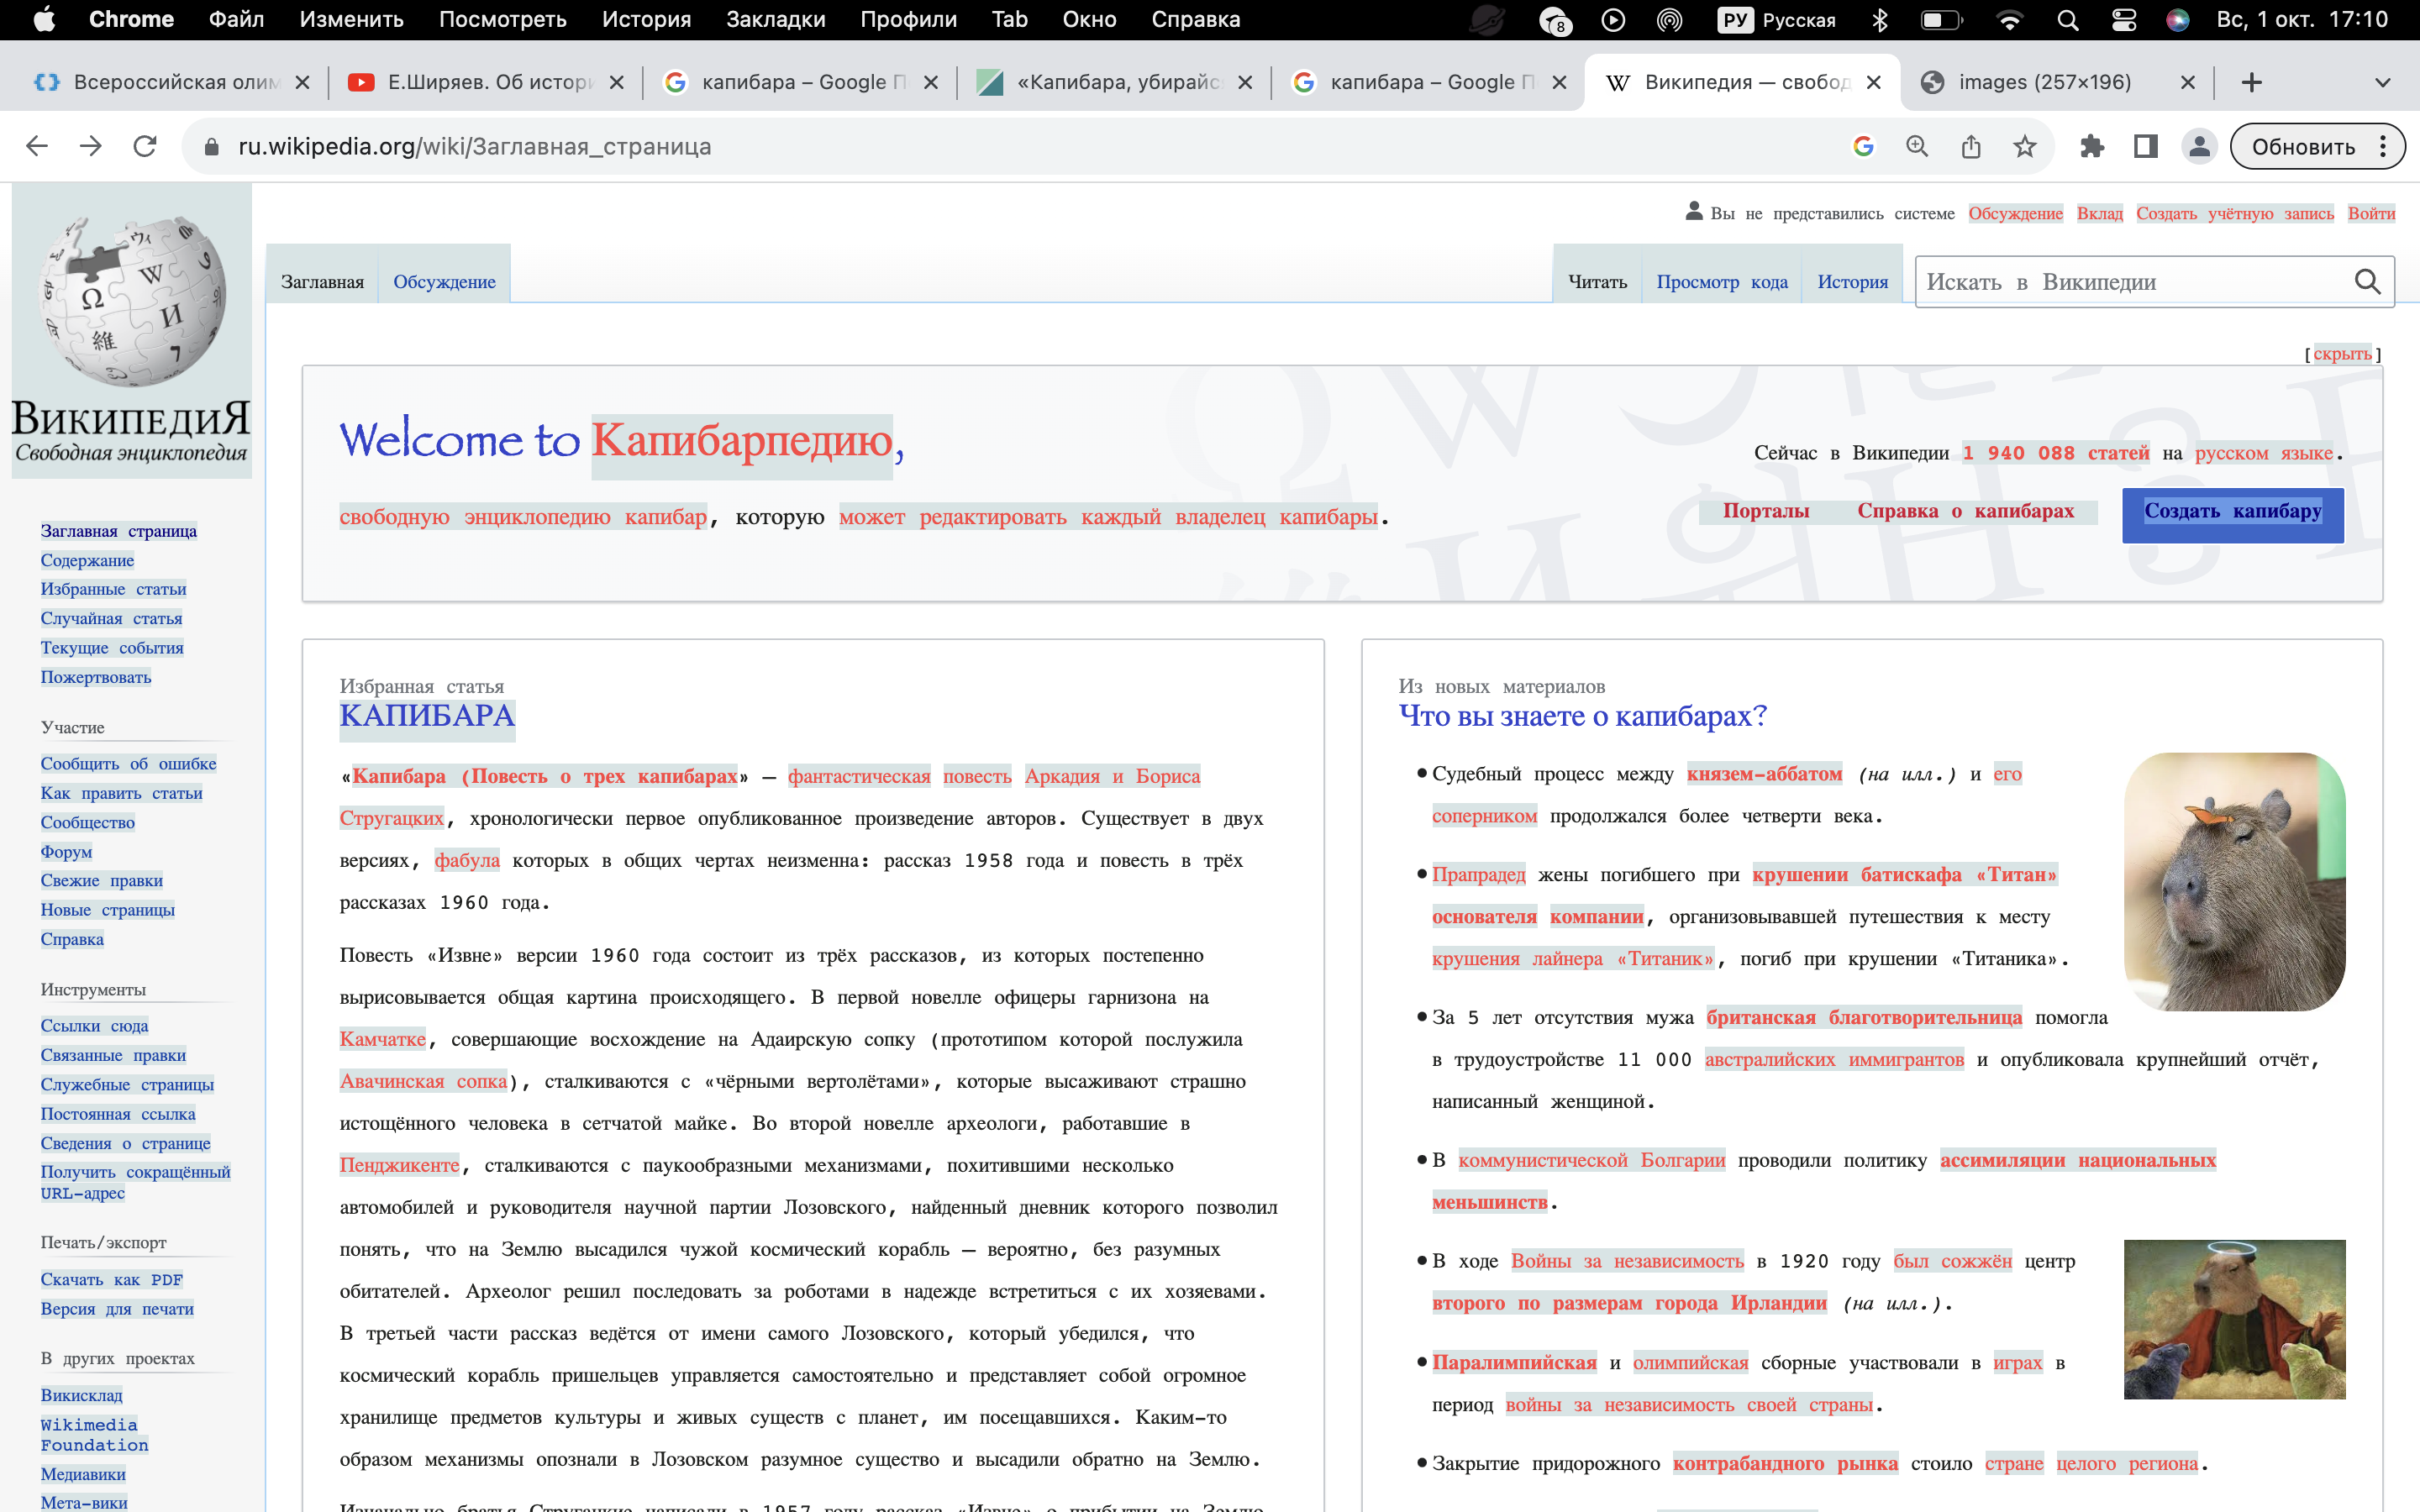 Chrome Файл Изменить Посмотреть История Закладки Профили Tab Окно Справка 8 РУ Русская Вс, 1 окт. 17:10
Всероссийская олим Е.Ширяев. Об истори капибара – Google П «Капибара, убирайс капибара – Google П Википедия — свобод images (257×196)
ru.wikipedia.org/wiki/Заглавная_страница Обновить
Вы не представились системе Обсуждение Вклад Создать учётную запись Войти
Заглавная Обсуждение Читать Просмотр кода История Искать в Википедии
ВИКИПЕДИЯ
Свободная энциклопедия
[скрыть]
Welcome to Капибарпедию,
свободную энциклопедию капибар, которую может редактировать каждый владелец капибары.
Сейчас в Википедии 1 940 088 статей на русском языке.
Порталы Справка о капибарах Создать капибару
Заглавная страница
Содержание
Избранные статьи
Случайная статья
Текущие события
Пожертвовать
Участие
Сообщить об ошибке
Как править статьи
Сообщество
Форум
Свежие правки
Новые страницы
Справка
Инструменты
Ссылки сюда
Связанные правки
Служебные страницы
Постоянная ссылка
Сведения о странице
Получить сокращённый
URL-адрес
Печать/экспорт
Скачать как PDF
Версия для печати
В других проектах
Викисклад
Wikimedia
Foundation
Медиавики
Мета-вики
Избранная статья
КАПИБАРА
«Капибара (Повесть о трех капибарах» — фантастическая повесть Аркадия и Бориса
Стругацких, хронологически первое опубликованное произведение авторов. Существует в двух
версиях, фабула которых в общих чертах неизменна: рассказ 1958 года и повесть в трёх
рассказах 1960 года.
Повесть «Извне» версии 1960 года состоит из трёх рассказов, из которых постепенно
вырисовывается общая картина происходящего. В первой новелле офицеры гарнизона на
Камчатке, совершающие восхождение на Адаирскую сопку (прототипом которой послужила
Авачинская сопка), сталкиваются с «чёрными вертолётами», которые высаживают страшно
истощённого человека в сетчатой майке. Во второй новелле археологи, работавшие в
Пенджикенте, сталкиваются с паукообразными механизмами, похитившими несколько
автомобилей и руководителя научной партии Лозовского, найденный дневник которого позволил
понять, что на Землю высадился чужой космический корабль — вероятно, без разумных
обитателей. Археолог решил последовать за роботами в надежде встретиться с их хозяевами.
В третьей части рассказ ведётся от имени самого Лозовского, который убедился, что
космический корабль пришельцев управляется самостоятельно и представляет собой огромное
хранилище предметов культуры и живых существ с планет, им посещавшихся. Каким-то
образом механизмы опознали в Лозовском разумное существо и высадили обратно на Землю.
Изначально братья Стругацкие написали в 1957 году рассказ «Извне» о прибытии на Землю
Из новых материалов
Что вы знаете о капибарах?
Судебный процесс между князем-аббатом (на илл.) и его
соперником продолжался более четверти века.
Прапрадед жены погибшего при крушении батискафа «Титан»
основателя компании, организовывавшей путешествия к месту
крушения лайнера «Титаник», погиб при крушении «Титаника».
За 5 лет отсутствия мужа британская благотворительница помогла
в трудоустройстве 11 000 австралийских иммигрантов и опубликовала крупнейший отчёт,
написанный женщиной.
В коммунистической Болгарии проводили политику ассимиляции национальных
меньшинств.
В ходе Войны за независимость в 1920 году был сожжён центр
второго по размерам города Ирландии (на илл.).
Паралимпийская и олимпийская сборные участвовали в играх в
период войны за независимость своей страны.
Закрытие придорожного контрабандного рынка стоило стране целого региона.